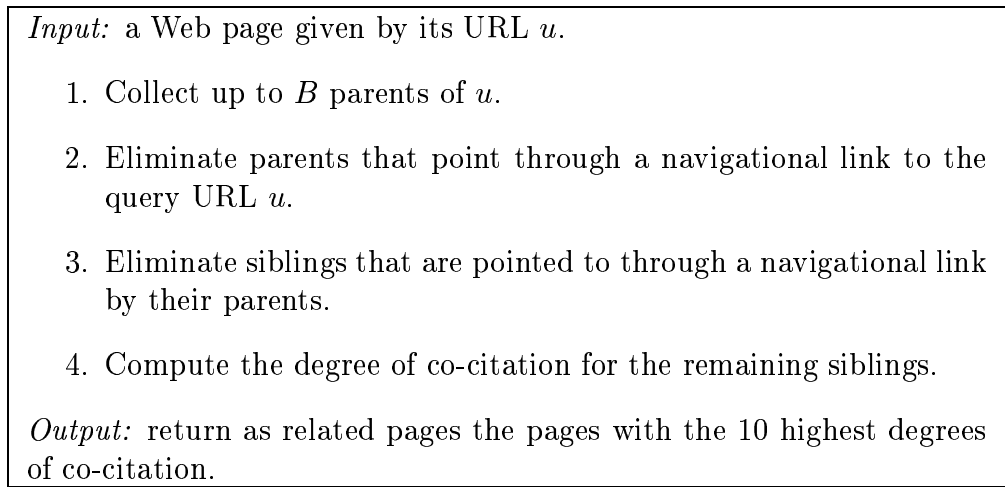 Input: a Web page given by its URL u.
1. Collect up to B parents of u.
2. Eliminate parents that point through a navigational link to the
query URL u.
3. Eliminate siblings that are pointed to through a navigational link
by their parents.
4. Compute the degree of co-citation for the remaining siblings.
Output: return as related pages the pages with the 10 highest degrees
of co-citation.